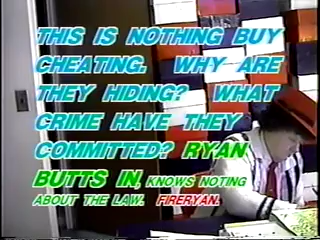 THIS IS NOTHING BUY
CHEATING. WHY ARE
THEY HIDING? WHAT
CRIME HAVE THEY
COMMITTED? RYAN
BUTTS IN, KNOWS NOTING
ABOUT THE LAW. FIRERYAN.